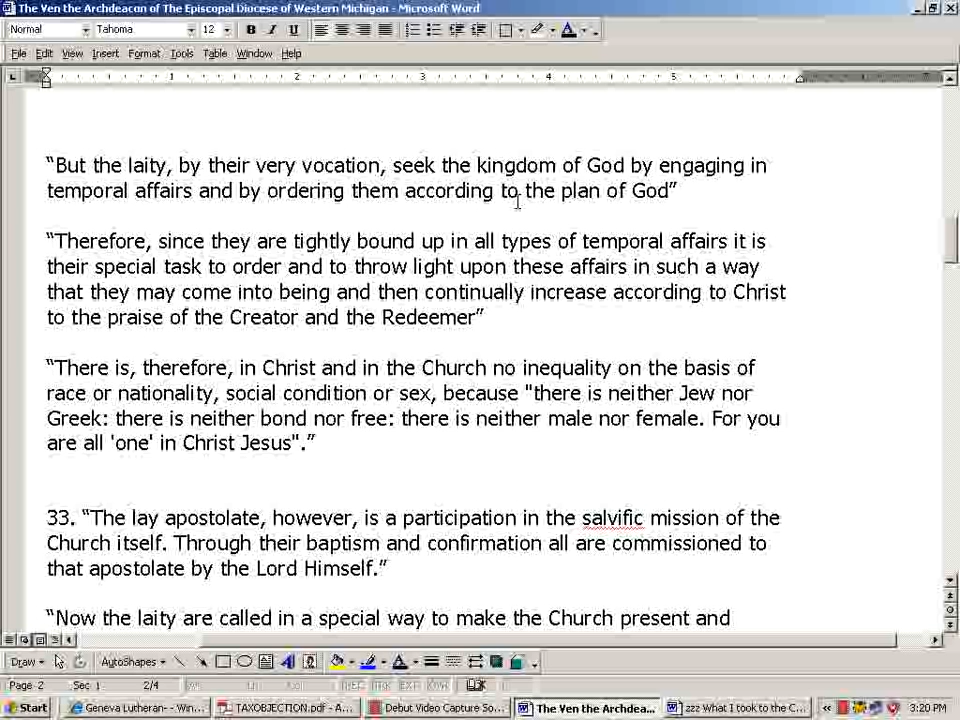 The Ven the Archdeacon of The Episcopal Diocese of Western Michigan - Microsoft Word
Normal Tahoma 12 B I U A
File Edit View Insert Format Tools Table Window Help
1 2 3 4 5
“But the laity, by their very vocation, seek the kingdom of God by engaging in
temporal affairs and by ordering them according to the plan of God”
“Therefore, since they are tightly bound up in all types of temporal affairs it is
their special task to order and to throw light upon these affairs in such a way
that they may come into being and then continually increase according to Christ
to the praise of the Creator and the Redeemer”
“There is, therefore, in Christ and in the Church no inequality on the basis of
race or nationality, social condition or sex, because "there is neither Jew nor
Greek: there is neither bond nor free: there is neither male nor female. For you
are all 'one' in Christ Jesus".”
33. “The lay apostolate, however, is a participation in the salvific mission of the
Church itself. Through their baptism and confirmation all are commissioned to
that apostolate by the Lord Himself.”
“Now the laity are called in a special way to make the Church present and
Draw AutoShapes A A
Page 2 Sec 1 2/4
Start Geneva Lutheran- - Win... TAXOBJECTION.pdf - A... Debut Video Capture So... The Ven the Archdea... zzz What I took to the C... « 3:20 PM